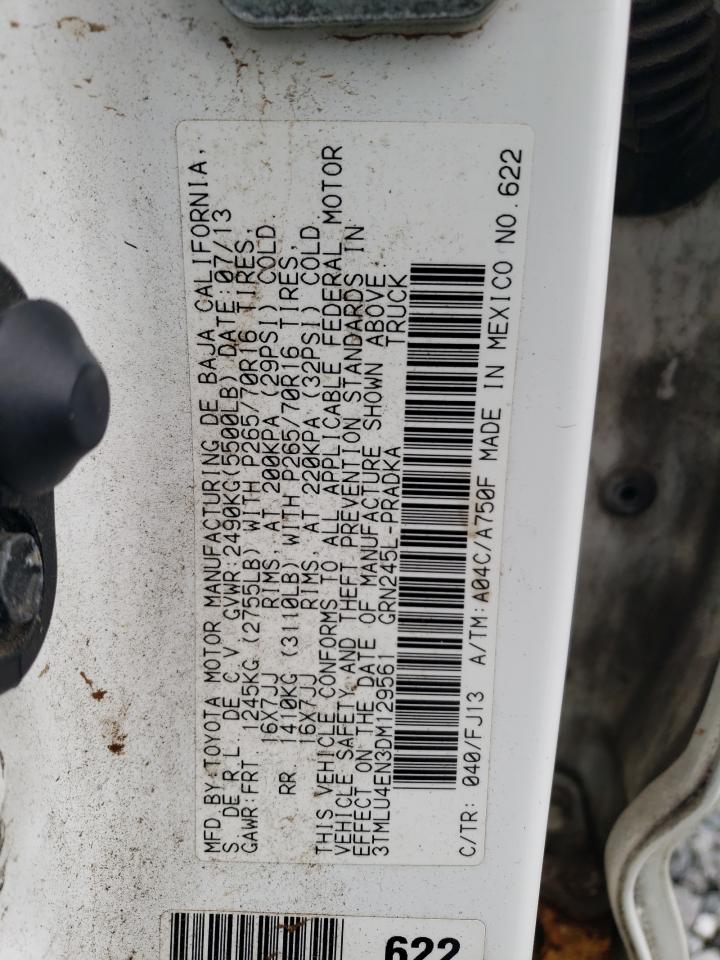 MFD.BY:TOYOTA MOTOR MANUFACTURING DE BAJA CALIFORNIA,
S DE R L DE C V GVWR:2490KG(5500LB) DATE:07/13
GAWR:FRT 1245KG (2755LB) WITH P265/70R16 TIRES,
16X7JJ RIMS, AT 200KPA (29PSI) COLD.
RR 1410KG (3110LB) WITH P265/70R16 TIRES,
16X7JJ RIMS, AT 220KPA (32PSI) COLD.
THIS VEHICLE CONFORMS TO ALL APPLICABLE FEDERAL MOTOR
VEHICLE SAFETY AND THEFT PREVENTION STANDARDS IN
EFFECT ON THE DATE OF MANUFACTURE SHOWN ABOVE.
3TMLU4EN3DM129561 GRN245L-PRADKA TRUCK
C/TR: 040/FJ13 A/TM: A04C/A750F MADE IN MEXICO NO.622
622